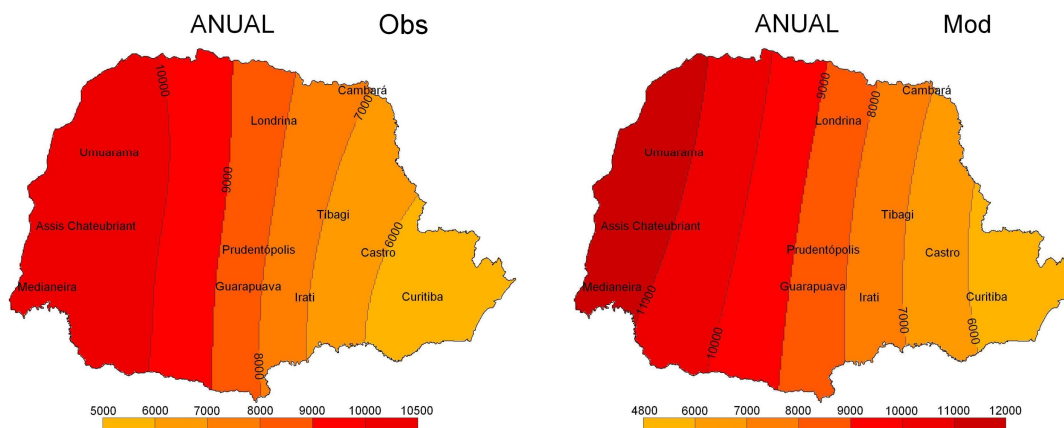 ANUAL Obs
10000
Cambará
7000
Londrina
Umuarama
9000
Tibagi
Assis Chateubriant
6000
Prudentópolis
Castro
Medianeira
Guarapuava
Irati
Curitiba
8000
5000 6000 7000 8000 9000 10000 10500
ANUAL Mod
9000
8000
Cambará
Londrina
Umuarama
Tibagi
Assis Chateubriant
Prudentópolis
Castro
Medianeira
Guarapuava
Irati
Curitiba
11000
10000
7000
6000
4800 6000 7000 8000 9000 10000 11000 12000